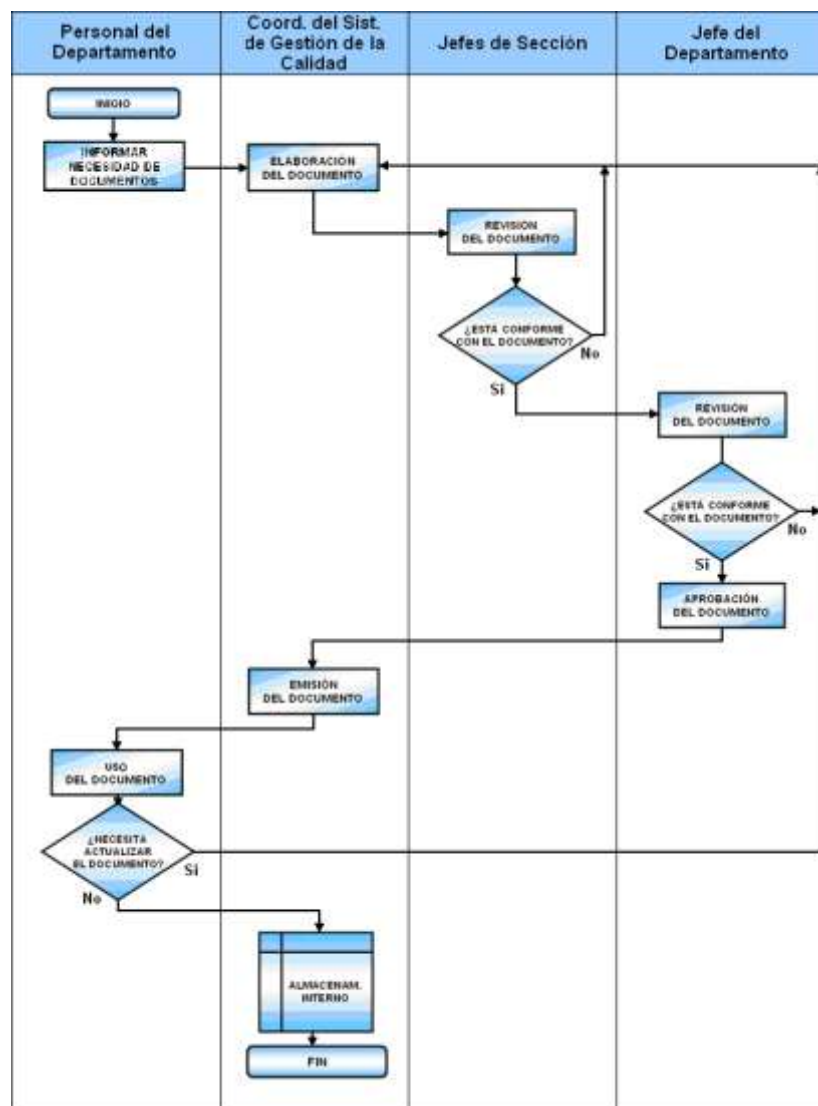 Personal del
Departamento
Coord. del Sist.
de Gestión de la
Calidad
Jefes de Sección
Jefe del
Departamento
INICIO
INFORMAR
NECESIDAD DE
DOCUMENTOS
ELABORACIÓN
DEL DOCUMENTO
REVISIÓN
DEL DOCUMENTO
¿ESTÁ CONFORME
CON EL DOCUMENTO?
No
Si
REVISIÓN
DEL DOCUMENTO
¿ESTÁ CONFORME
CON EL DOCUMENTO?
No
Si
APROBACIÓN
DEL DOCUMENTO
EMISIÓN
DEL DOCUMENTO
USO
DEL DOCUMENTO
¿NECESITA
ACTUALIZAR
EL DOCUMENTO?
Si
No
ALMACENAM.
INTERNO
FIN